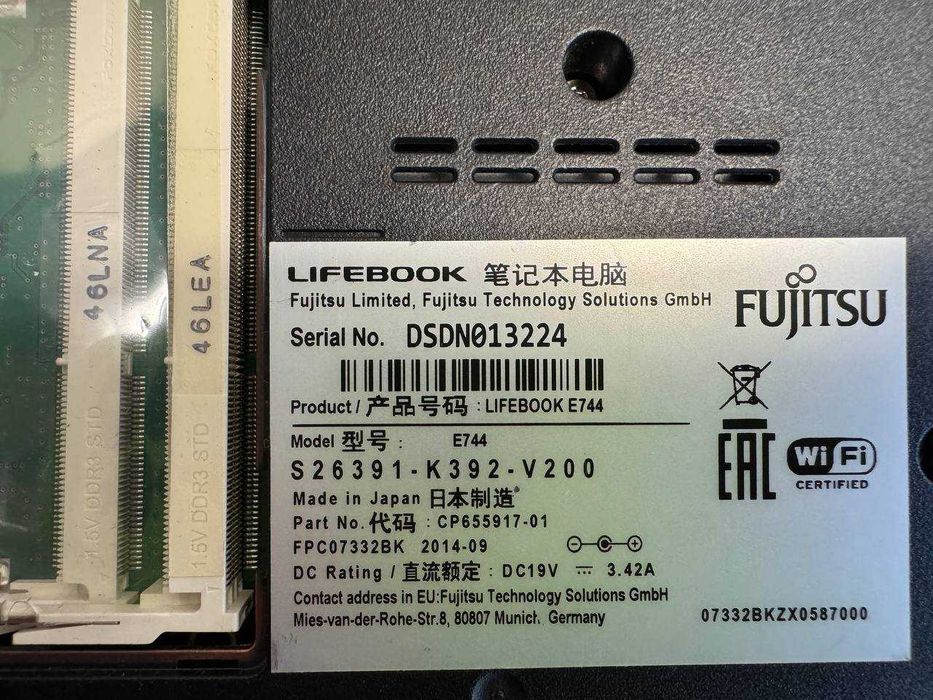 46LNA
46LEA
1.5V DDR3 STD
1.5V DDR3 STD
LIFEBOOK 笔记本电脑
Fujitsu Limited, Fujitsu Technology Solutions GmbH
FUJITSU
Serial No. DSDN013224
Product / 产品号码 : LIFEBOOK E744
Model 型号 : E744
S26391-K392-V200
Made in Japan 日本制造
Part No. 代码 : CP655917-01
FPC07332BK 2014-09
DC Rating / 直流额定 : DC19V ⎓ 3.42A
Contact address in EU:Fujitsu Technology Solutions GmbH
Mies-van-der-Rohe-Str.8, 80807 Munich, Germany
EAC
Wi Fi
CERTIFIED
07332BKZX0587000